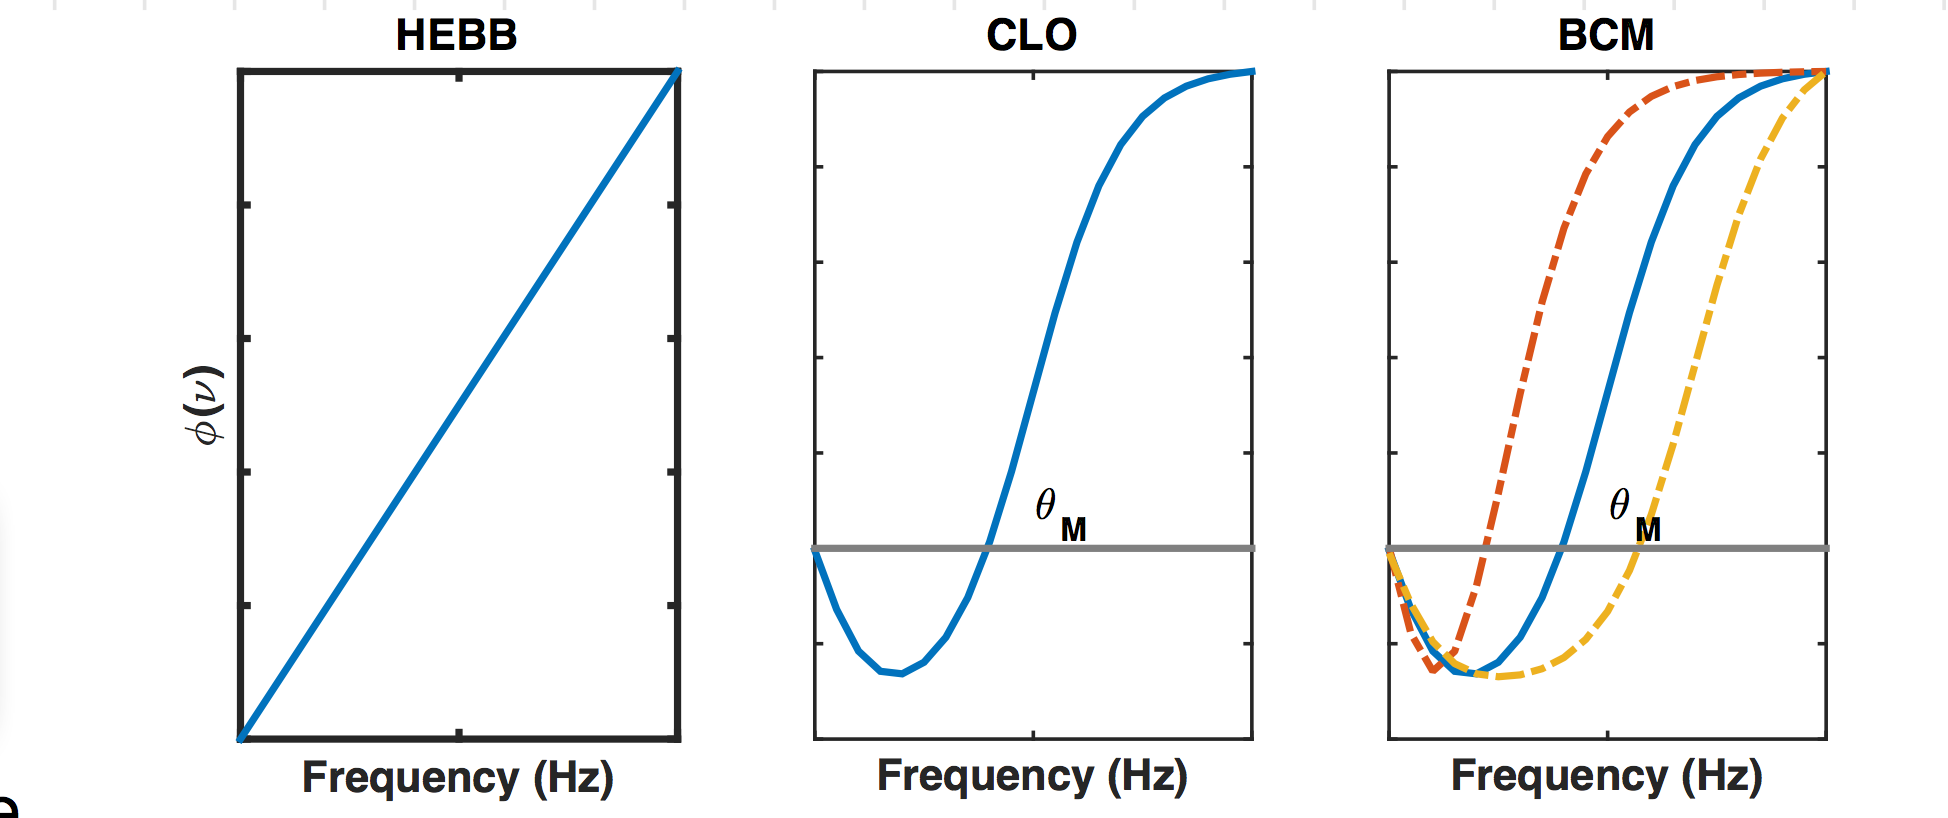 HEBB
CLO
BCM
ϕ(ν)
θ M
θ M
Frequency (Hz)
Frequency (Hz)
Frequency (Hz)